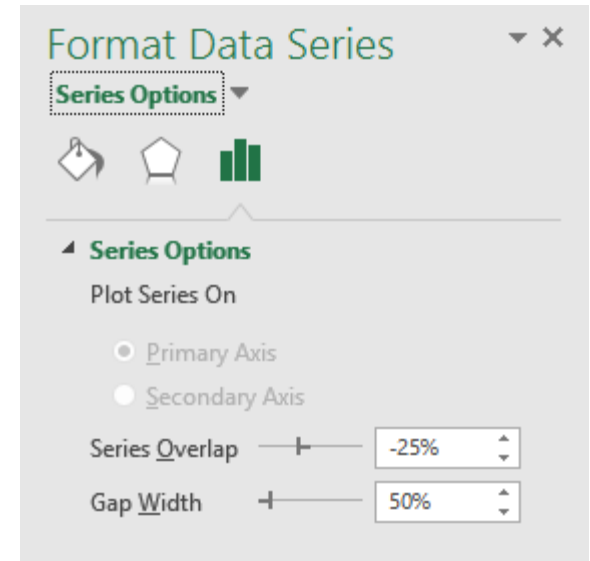 Format Data Series
Series Options
Series Options
Plot Series On
Primary Axis
Secondary Axis
Series Overlap -25%
Gap Width 50%